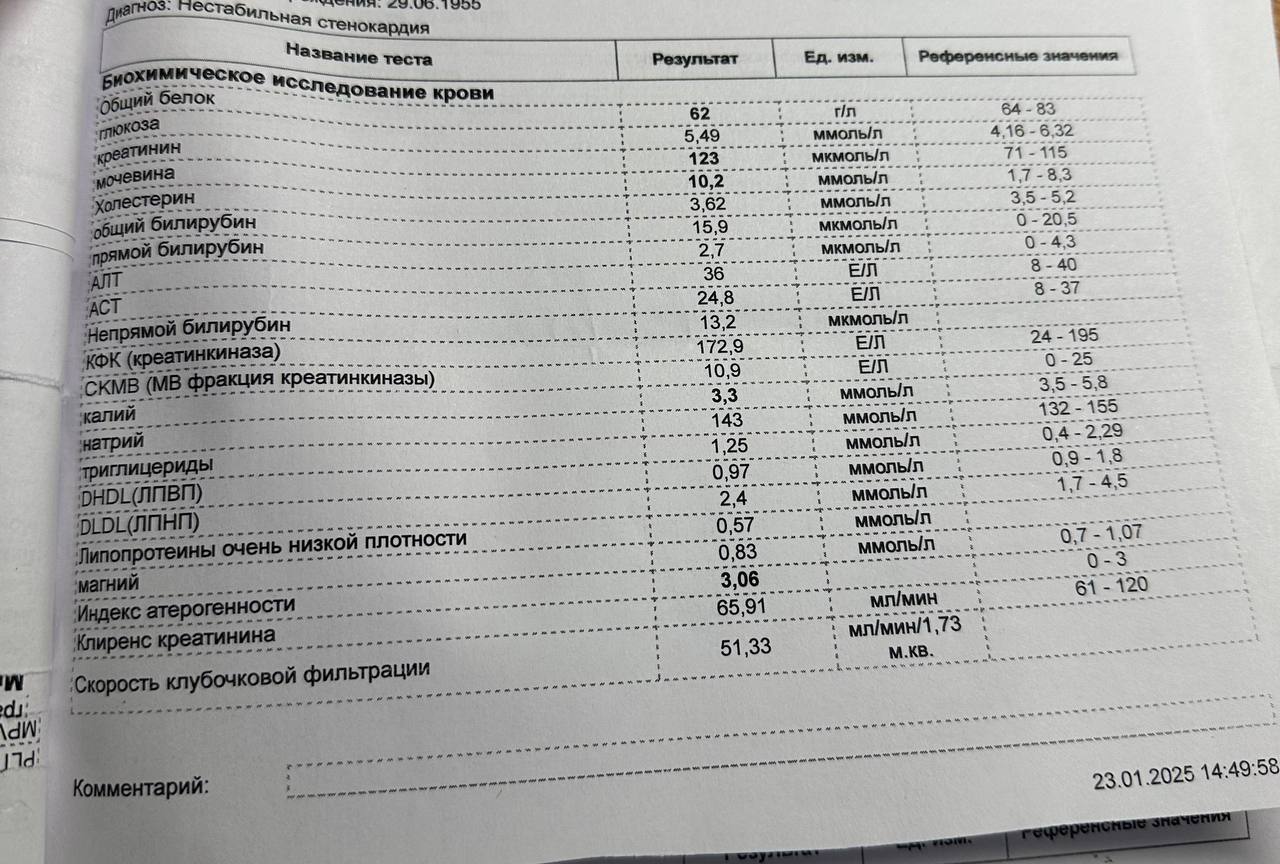 29.06.1955
Диагноз: Нестабильная стенокардия
Название теста Результат Ед. изм. Референсные значения
Биохимическое исследование крови
Общий белок 62 г/л 64 - 83
глюкоза 5,49 ммоль/л 4,16 - 6,32
креатинин 123 мкмоль/л 71 - 115
мочевина 10,2 ммоль/л 1,7 - 8,3
Холестерин 3,62 ммоль/л 3,5 - 5,2
общий билирубин 15,9 мкмоль/л 0 - 20,5
прямой билирубин 2,7 мкмоль/л 0 - 4,3
АЛТ 36 Е/Л 8 - 40
АСТ 24,8 Е/Л 8 - 37
Непрямой билирубин 13,2 мкмоль/л
КФК (креатинкиназа) 172,9 Е/Л 24 - 195
СКМВ (МВ фракция креатинкиназы) 10,9 Е/Л 0 - 25
калий 3,3 ммоль/л 3,5 - 5,8
натрий 143 ммоль/л 132 - 155
триглицериды 1,25 ммоль/л 0,4 - 2,29
DHDL(ЛПВП) 0,97 ммоль/л 0,9 - 1,8
DLDL(ЛПНП) 2,4 ммоль/л 1,7 - 4,5
Липопротеины очень низкой плотности 0,57 ммоль/л
магний 0,83 ммоль/л 0,7 - 1,07
Индекс атерогенности 3,06 0 - 3
Клиренс креатинина 65,91 мл/мин 61 - 120
Скорость клубочковой фильтрации 51,33 мл/мин/1,73
м.кв.
Комментарий:
23.01.2025 14:49:58
Результат Ед. изм. Референсные значения